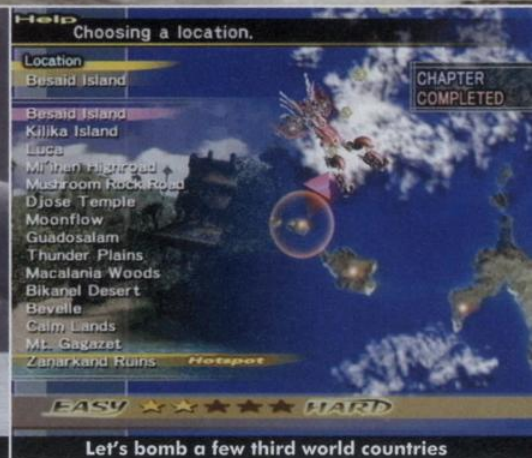 Help
Choosing a location.
Location
Besaid Island
CHAPTER
COMPLETED
Besaid Island
Kilika Island
Luca
Mi'ihen Highroad
Mushroom Rock Road
Djose Temple
Moonflow
Guadosalam
Thunder Plains
Macalania Woods
Bikanel Desert
Bevelle
Calm Lands
Mt. Gagazet
Zanarkand Ruins Hotspot
EASY HARD
Let's bomb a few third world countries